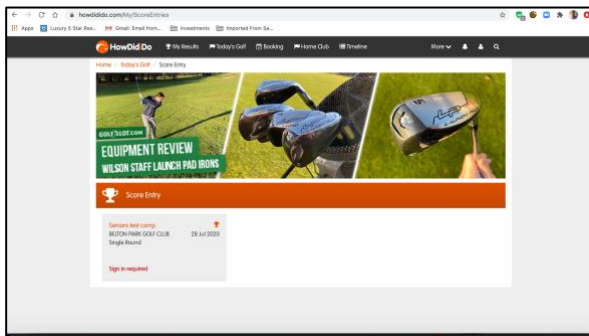 howdidido.com/My/ScoreEntries
Apps Luxury 5 Star Res... Gmail: Email from... Investments Imported From Sa...
HowDidiDo My Results Today's Golf Booking Home Club Timeline More
Home Today's Golf Score Entry
GOLFALOT.COM
EQUIPMENT REVIEW
WILSON STAFF LAUNCH PAD IRONS
Score Entry
Seniors test comp
BELTON PARK GOLF CLUB 28 Jul 2020
Single Round
Sign in required